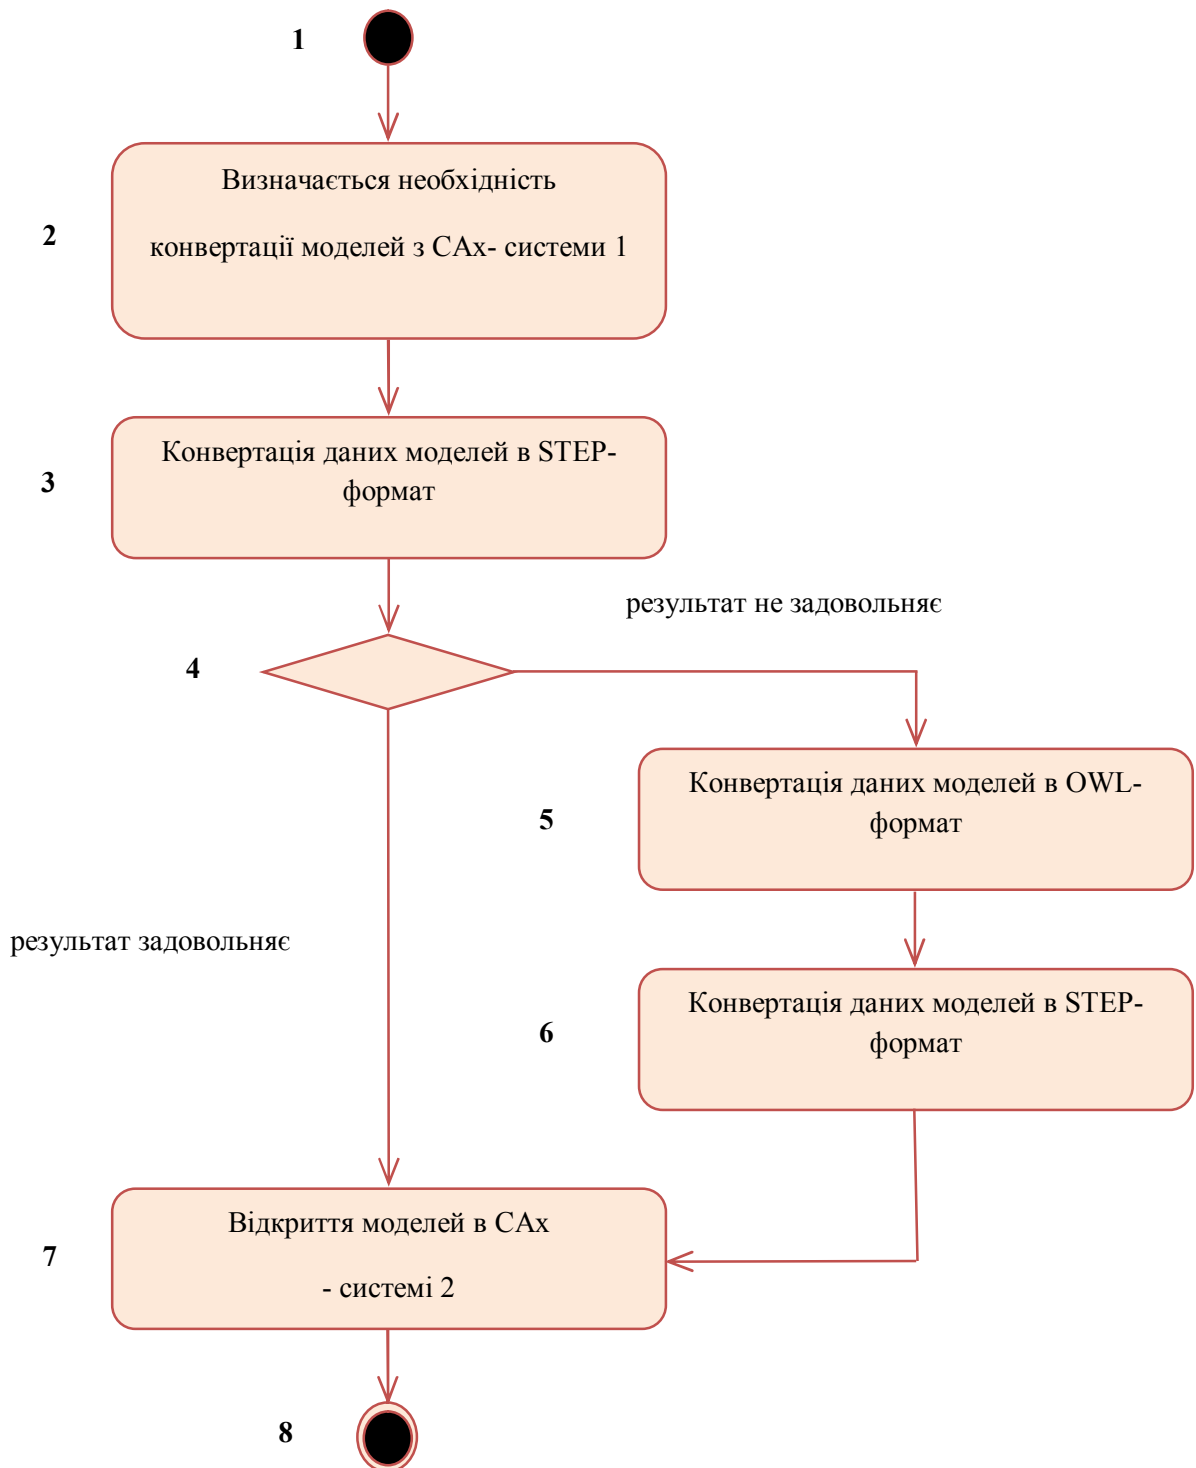 1
Визначається необхідність
2
конвертації моделей з CAx- системи 1
Конвертація даних моделей в STEP-
3
формат
результат не задовольняє
4
Конвертація даних моделей в OWL-
5
формат
результат задовольняє
Конвертація даних моделей в STEP-
6
формат
Відкриття моделей в CAx
7
- системі 2
8